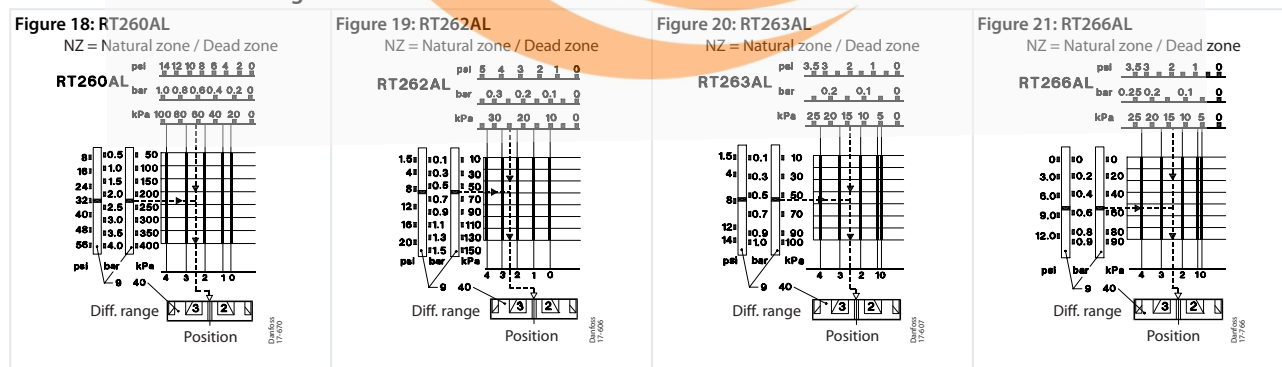 Figure 18: RT260AL
NZ = Natural zone / Dead zone
RT260AL
psi 14 12 10 8 6 4 2 0
bar 1.0 0.8 0.6 0.4 0.2 0
kPa 100 80 60 40 20 0
8 0.5 50
16 1.0 100
24 1.5 150
32 2.0 200
2.5 250
40 3.0 300
48 3.5 350
56 4.0 400
psi bar kPa
4 3 2 1 0
9 40
3 2
Diff. range
Position
Danfoss
17-670
Figure 19: RT262AL
NZ = Natural zone / Dead zone
RT262AL
psi 5 4 3 2 1 0
bar 0.3 0.2 0.1 0
kPa 30 20 10 0
1.5 0.1 10
4 0.3 30
8 0.5 50
0.7 70
12 0.9 90
16 1.1 110
1.3 130
20 1.5 150
psi bar kPa
4 3 2 1 0
9 40
3 2
Diff. range
Position
Danfoss
17-606
Figure 20: RT263AL
NZ = Natural zone / Dead zone
RT263AL
psi 3.5 3 2 1 0
bar 0.2 0.1 0
kPa 25 20 15 10 5 0
1.5 0.1 10
4 0.3 30
8 0.5 50
0.7 70
12 0.9 90
14 1.0 100
psi bar kPa
4 3 2 1 0
9 40
3 2
Diff. range
Position
Danfoss
17-607
Figure 21: RT266AL
NZ = Natural zone / Dead zone
RT266AL
psi 3.5 3 2 1 0
bar 0.25 0.2 0.1 0
kPa 25 20 15 10 5 0
0 0 0
3.0 0.2 20
6.0 0.4 40
9.0 0.6 60
12.0 0.8 80
0.9 90
psi bar kPa
4 3 2 1 0
9 40
3 2
Diff. range
Position
Danfoss
17-766